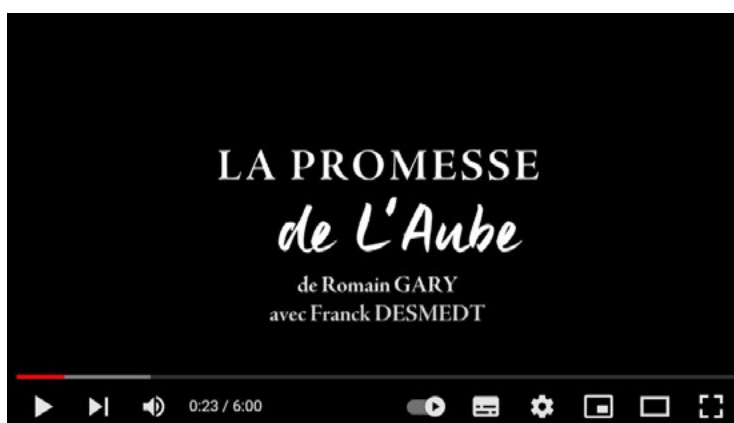 LA PROMESSE
de L'Aube
de Romain GARY
avec Franck DESMEDT
0:23 / 6:00